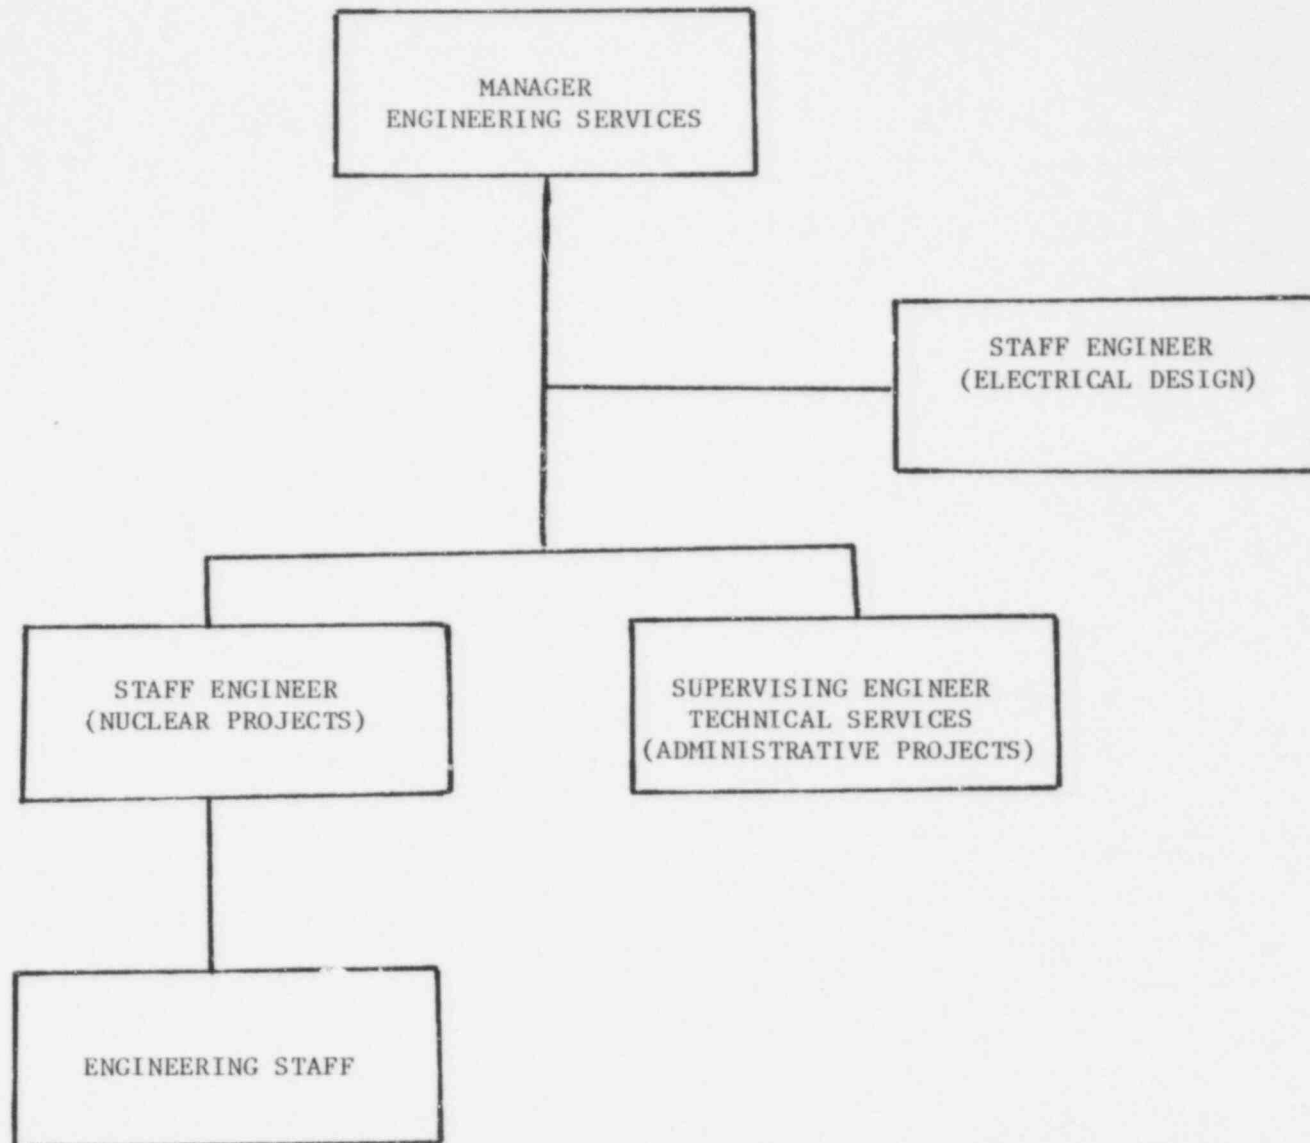 MANAGER
ENGINEERING SERVICES
STAFF ENGINEER
(ELECTRICAL DESIGN)
STAFF ENGINEER
(NUCLEAR PROJECTS)
SUPERVISING ENGINEER
TECHNICAL SERVICES
(ADMINISTRATIVE PROJECTS)
ENGINEERING STAFF